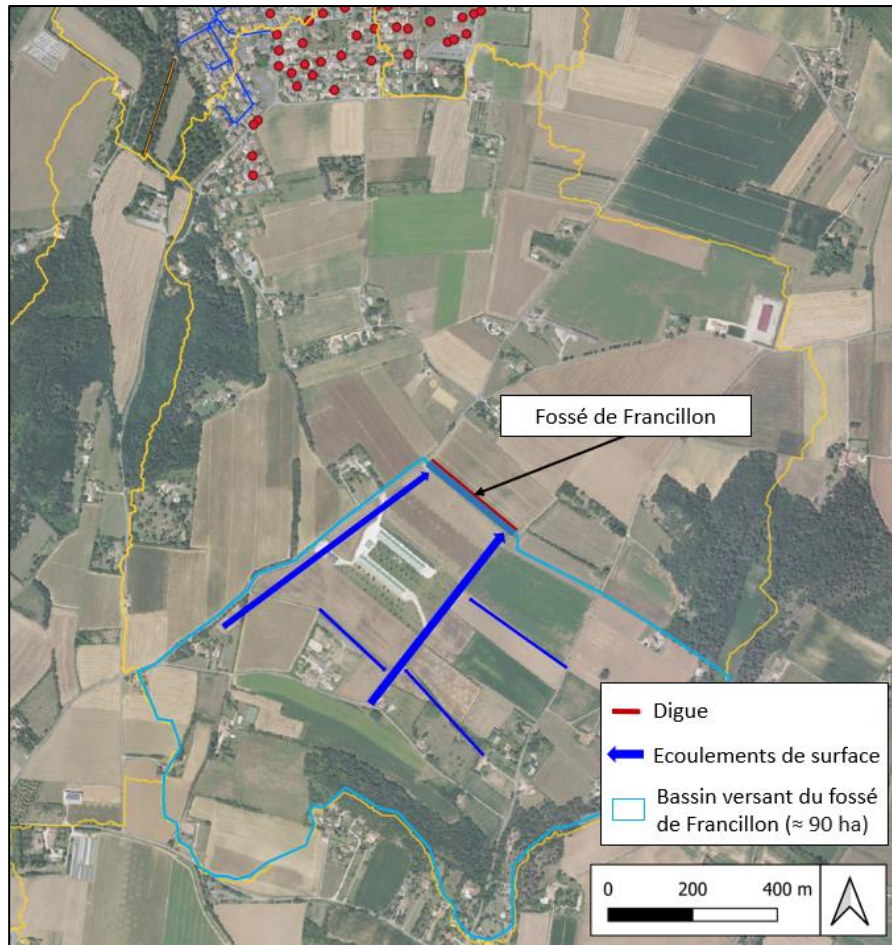 Fossé de Francillon
Digue
Ecoulements de surface
Bassin versant du fossé
de Francillon (≈ 90 ha)
0 200 400 m